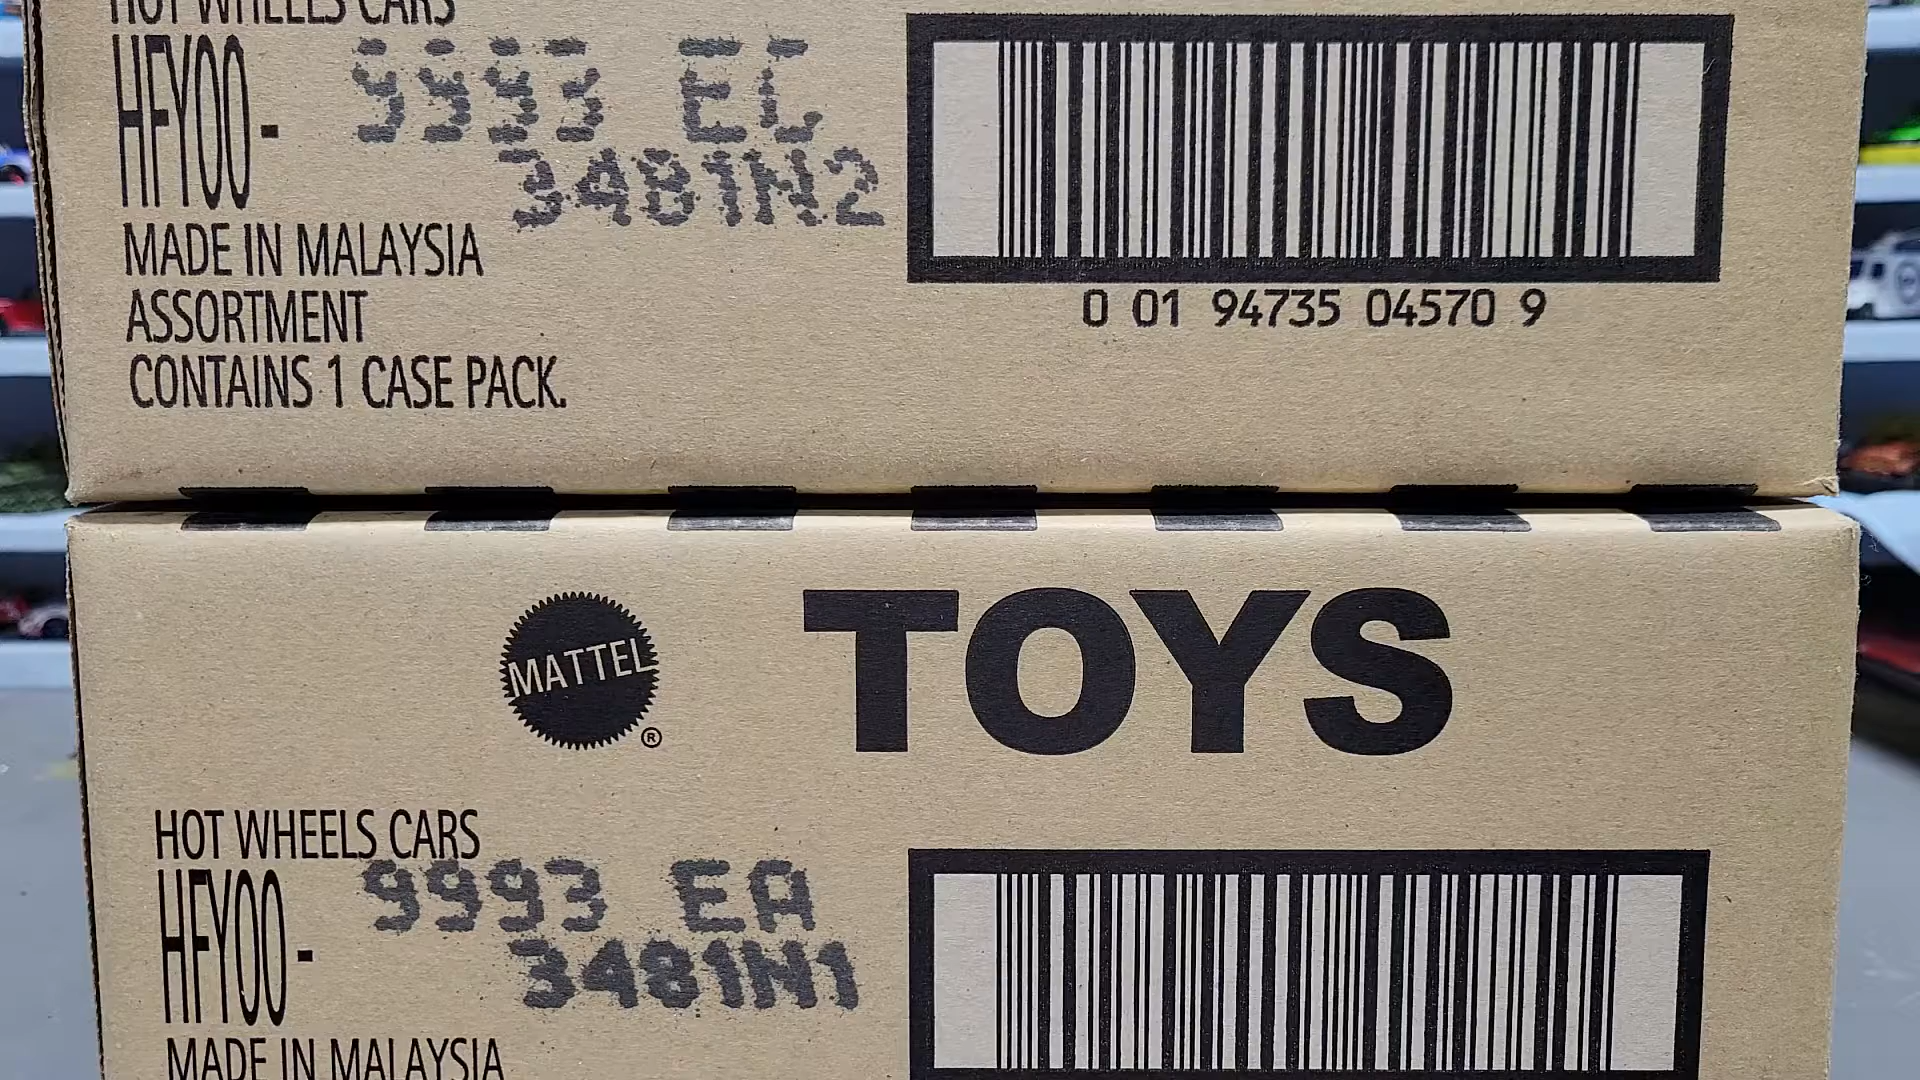 HOT WHEELS CARS
HFY00- 9993 EC
3481N2
MADE IN MALAYSIA
ASSORTMENT
CONTAINS 1 CASE PACK.
0 01 94735 04570 9
MATTEL ® TOYS
HOT WHEELS CARS
HFY00- 9993 EA
3481N1
MADE IN MALAYSIA